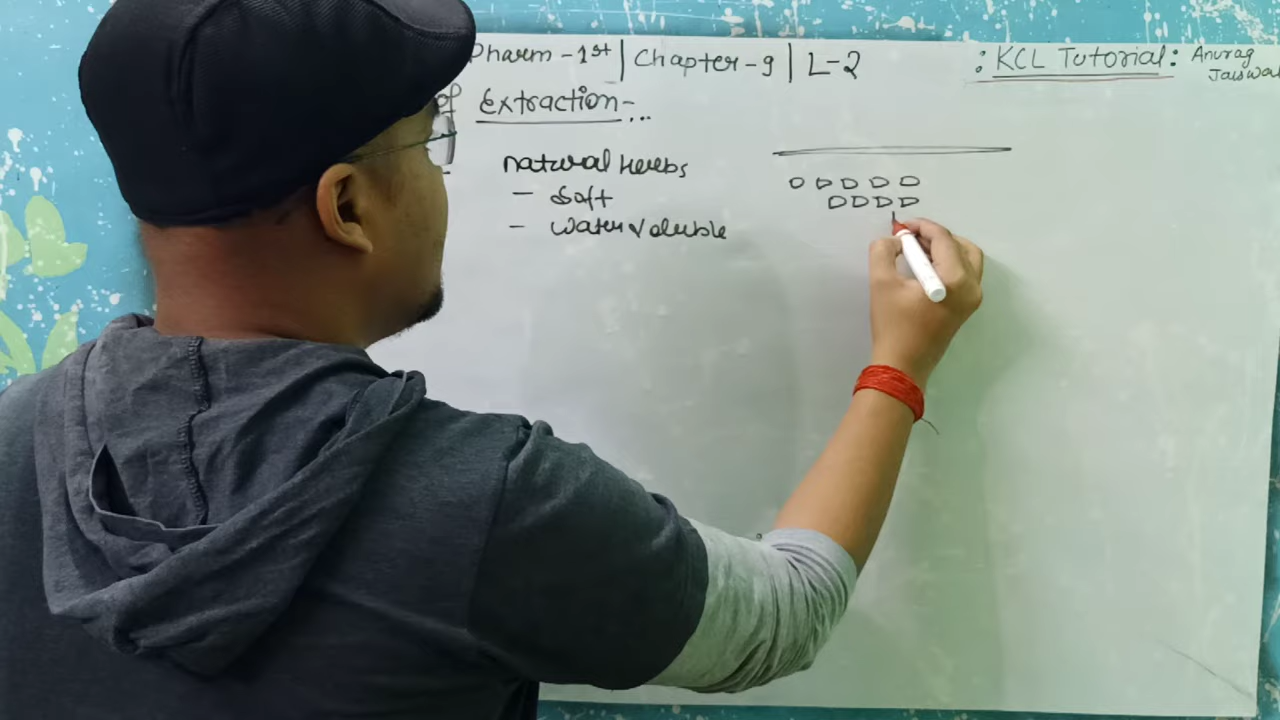 Pharm - 1st | Chapter - 9 | L-2
: KCL Tutorial :
Anurag
Jaiswal
of extraction-...
natural herbs
- Soft
- Water soluble